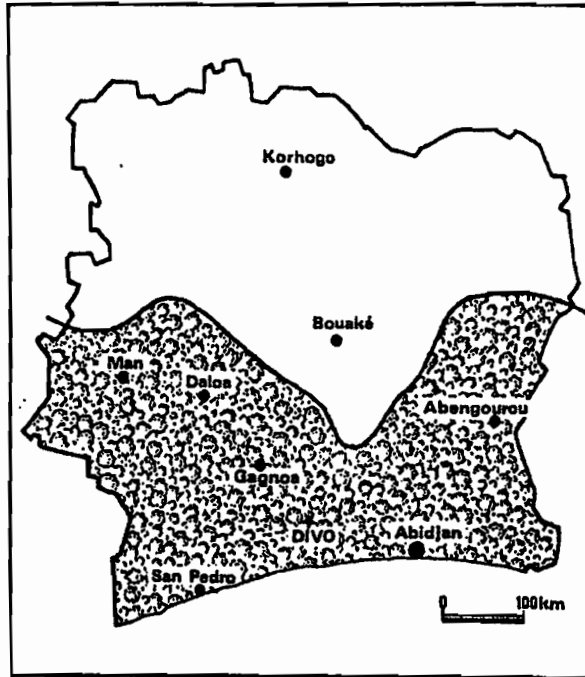 Korhogo
Bouaké
Man
Daloa
Abengourou
Gagnoa
DIVO
Abidjan
San Pedro
0 100km